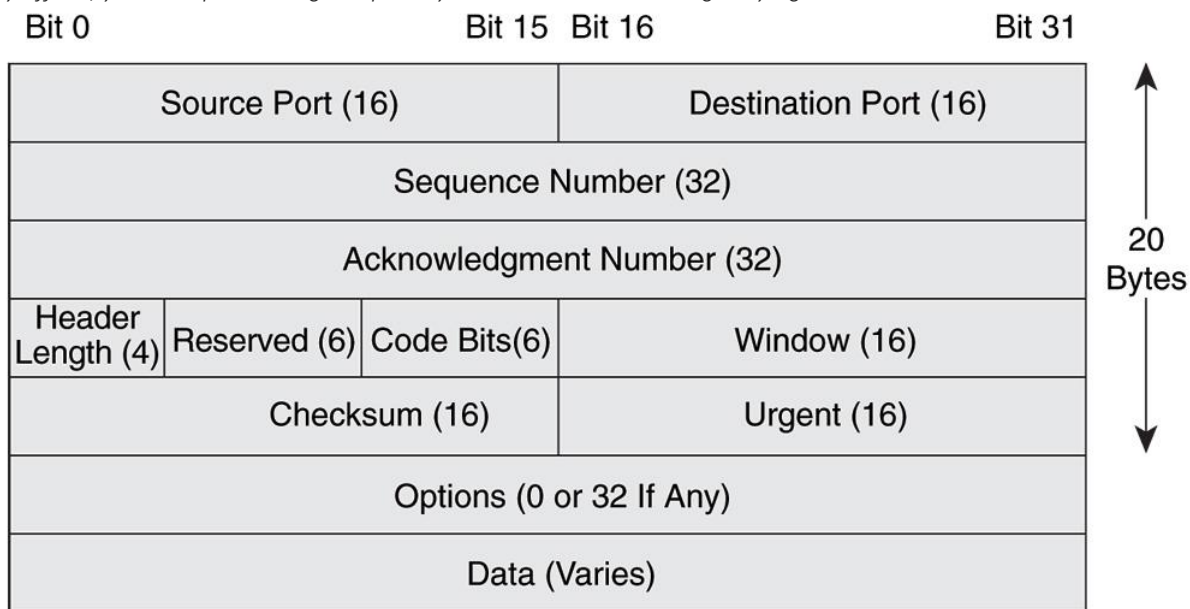 Bit 0 Bit 15 Bit 16 Bit 31
Source Port (16) Destination Port (16)
Sequence Number (32)
Acknowledgment Number (32)
20
Bytes
Header
Length (4) Reserved (6) Code Bits(6) Window (16)
Checksum (16) Urgent (16)
Options (0 or 32 If Any)
Data (Varies)